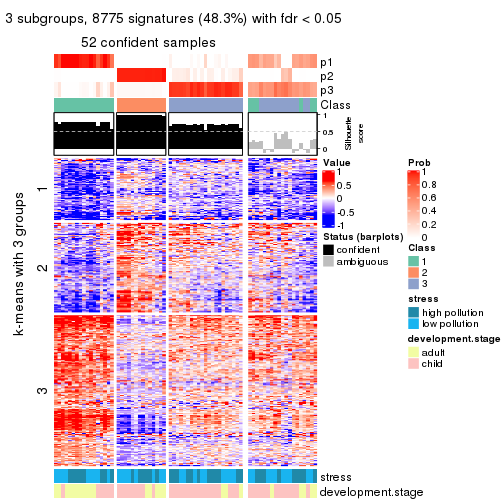 3 subgroups, 8775 signatures (48.3%) with fdr < 0.05
52 confident samples
p1
p2
p3
Class
1
0.5
0
Silhouette
score
k-means with 3 groups
1
2
3
Value
1
0.5
0
-0.5
-1
Status (barplots)
confident
ambiguous
Prob
1
0.8
0.6
0.4
0.2
0
Class
1
2
3
stress
high pollution
low pollution
development.stage
adult
child
stress
development.stage